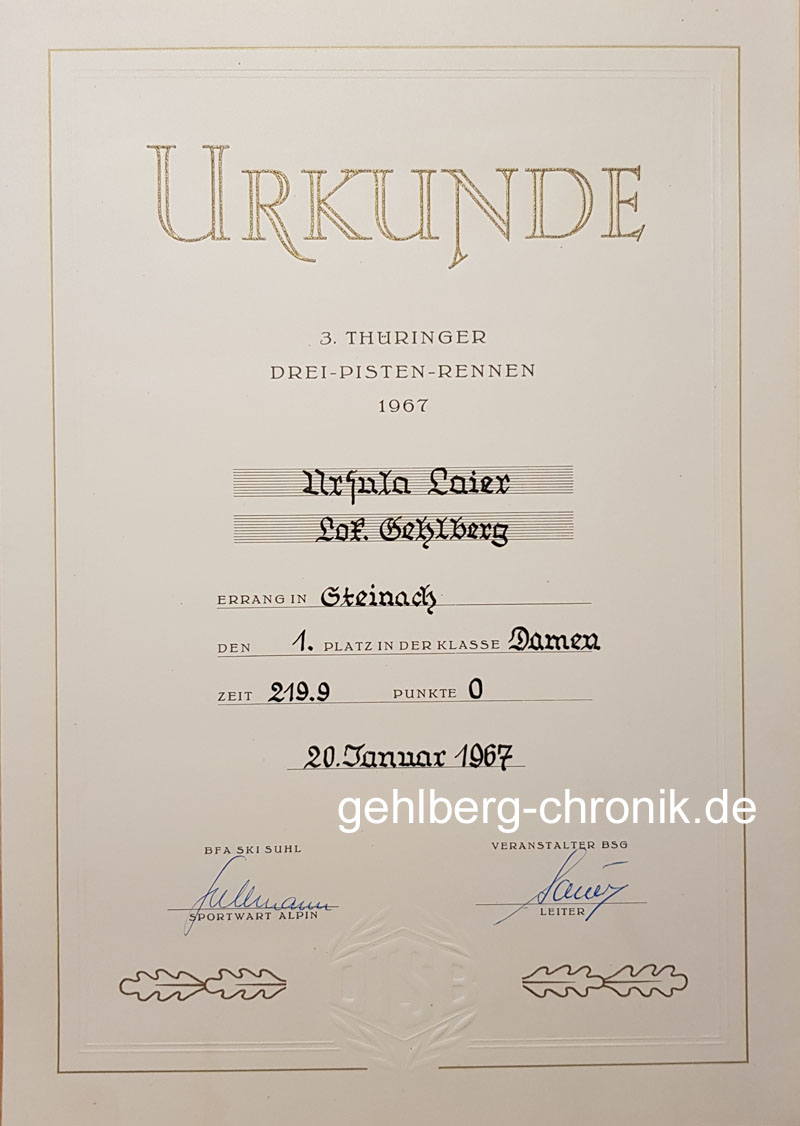 URKUNDE
3. THÜRINGER
DREI-PISTEN-RENNEN
1967
Ursula Laier
Lok. Gehlberg
ERRANG IN Steinach
DEN 1. PLATZ IN DER KLASSE Damen
ZEIT 219.9 PUNKTE 0
20. Januar 1967
gehlberg-chronik.de
BFA SKI SUHL VERANSTALTER BSG
SPORTWART ALPIN LEITER
DTSB